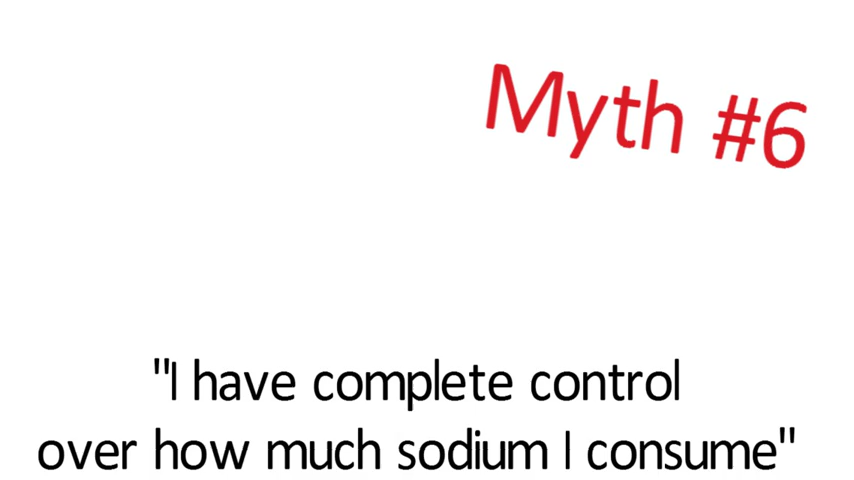 Myth #6
"I have complete control
over how much sodium I consume"